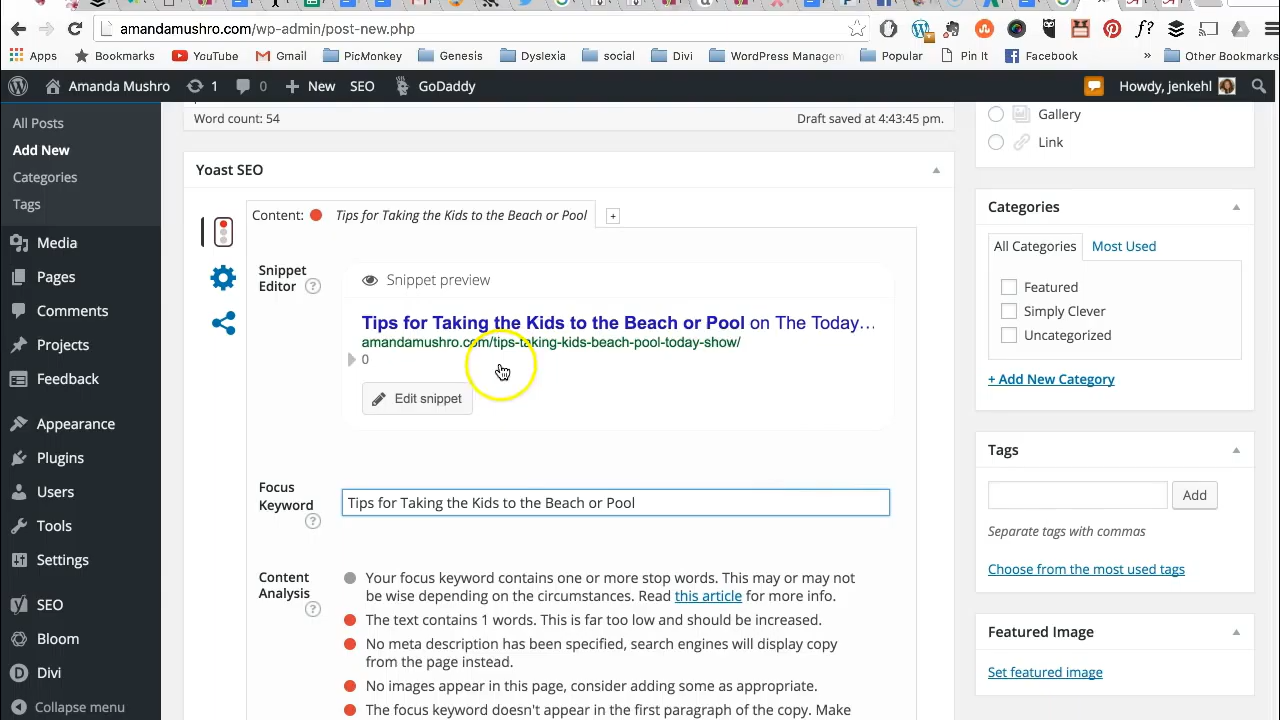 amandamushro.com/wp-admin/post-new.php
Apps Bookmarks YouTube Gmail PicMonkey Genesis Dyslexia social Divi WordPress Managem Popular Pin It Facebook » Other Bookmarks
Amanda Mushro 1 0 New SEO GoDaddy Howdy, jenkehl
All Posts
Add New
Categories
Tags
Media
Pages
Comments
Projects
Feedback
Appearance
Plugins
Users
Tools
Settings
SEO
Bloom
Divi
Collapse menu
Word count: 54 Draft saved at 4:43:45 pm.
Yoast SEO
Content: Tips for Taking the Kids to the Beach or Pool +
Snippet
Editor ?
Snippet preview
Tips for Taking the Kids to the Beach or Pool on The Today...
amandamushro.com/tips-taking-kids-beach-pool-today-show/
0
Edit snippet
Focus
Keyword
?
Tips for Taking the Kids to the Beach or Pool
Content
Analysis
?
Your focus keyword contains one or more stop words. This may or may not
be wise depending on the circumstances. Read this article for more info.
The text contains 1 words. This is far too low and should be increased.
No meta description has been specified, search engines will display copy
from the page instead.
No images appear in this page, consider adding some as appropriate.
The focus keyword doesn't appear in the first paragraph of the copy. Make
Gallery
Link
Categories
All Categories Most Used
Featured
Simply Clever
Uncategorized
+ Add New Category
Tags
Add
Separate tags with commas
Choose from the most used tags
Featured Image
Set featured image